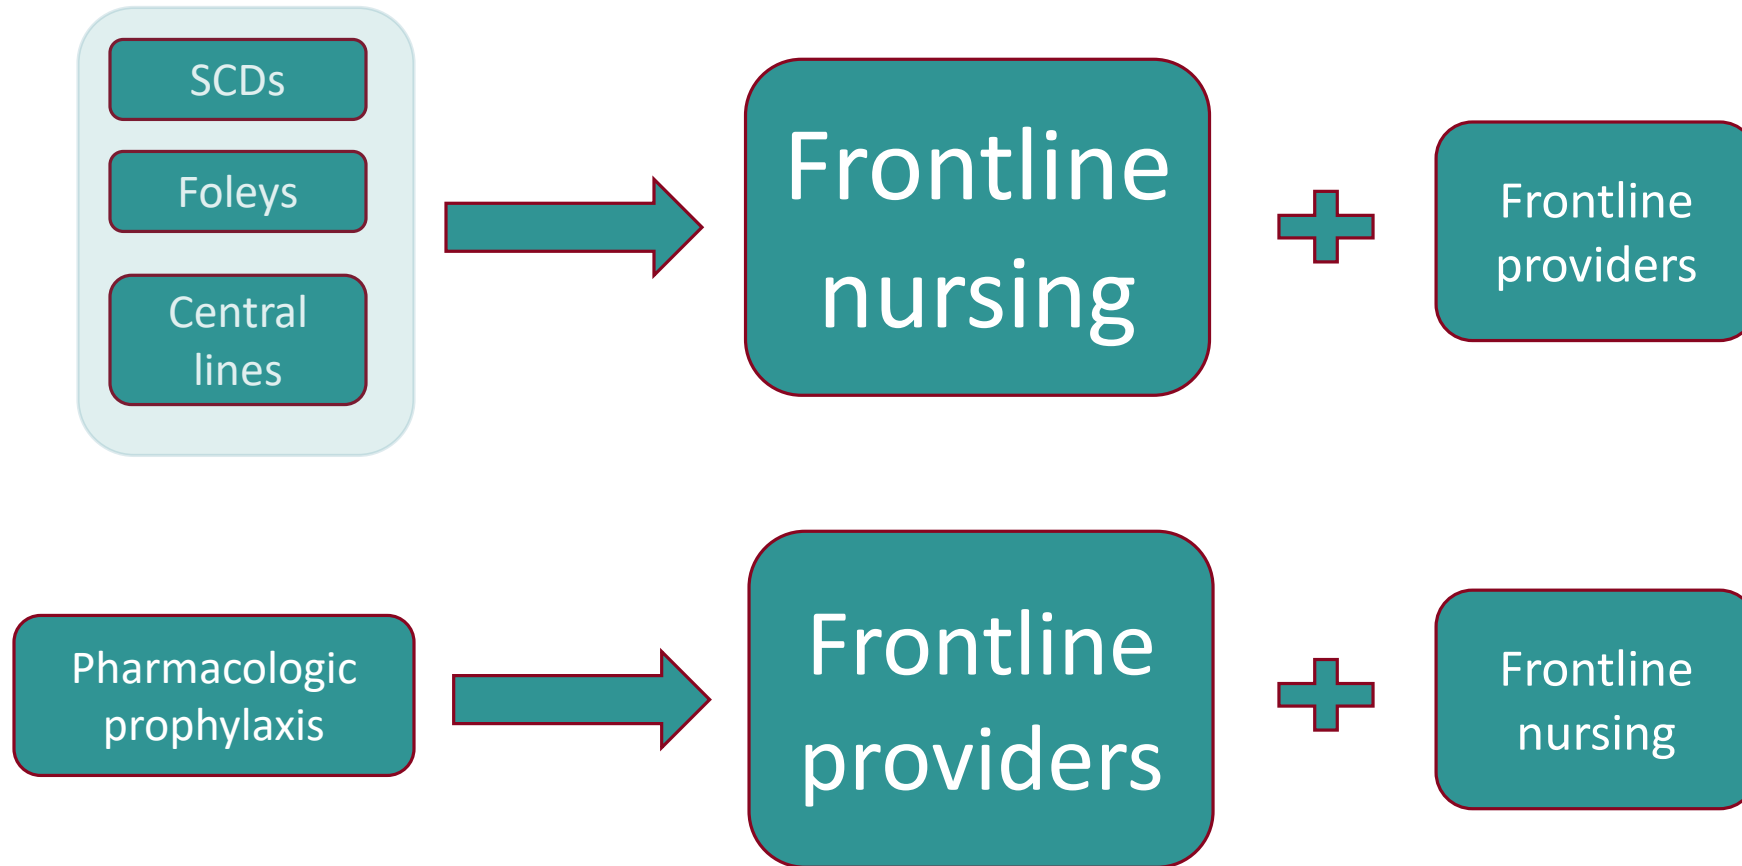 SCDs
Foleys
Central
lines
Frontline
nursing
Frontline
providers
Pharmacologic
prophylaxis
Frontline
providers
Frontline
nursing